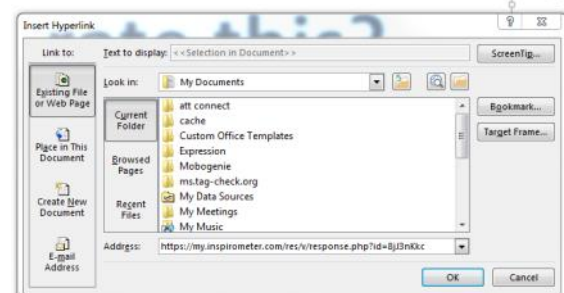 rate this?
Insert Hyperlink
Link to:
Text to display: <<Selection in Document>>
ScreenTip...
Existing File
or Web Page
Look in: My Documents
Bookmark...
Target Frame...
Place in This
Document
Create New
Document
E-mail
Address
Current
Folder
Browsed
Pages
Recent
Files
att connect
cache
Custom Office Templates
Expression
Mobogenie
ms.tag-check.org
My Data Sources
My Meetings
My Music
Address: https://my.inspirometer.com/res/v/response.php?id=8jJ3nKkc
OK
Cancel